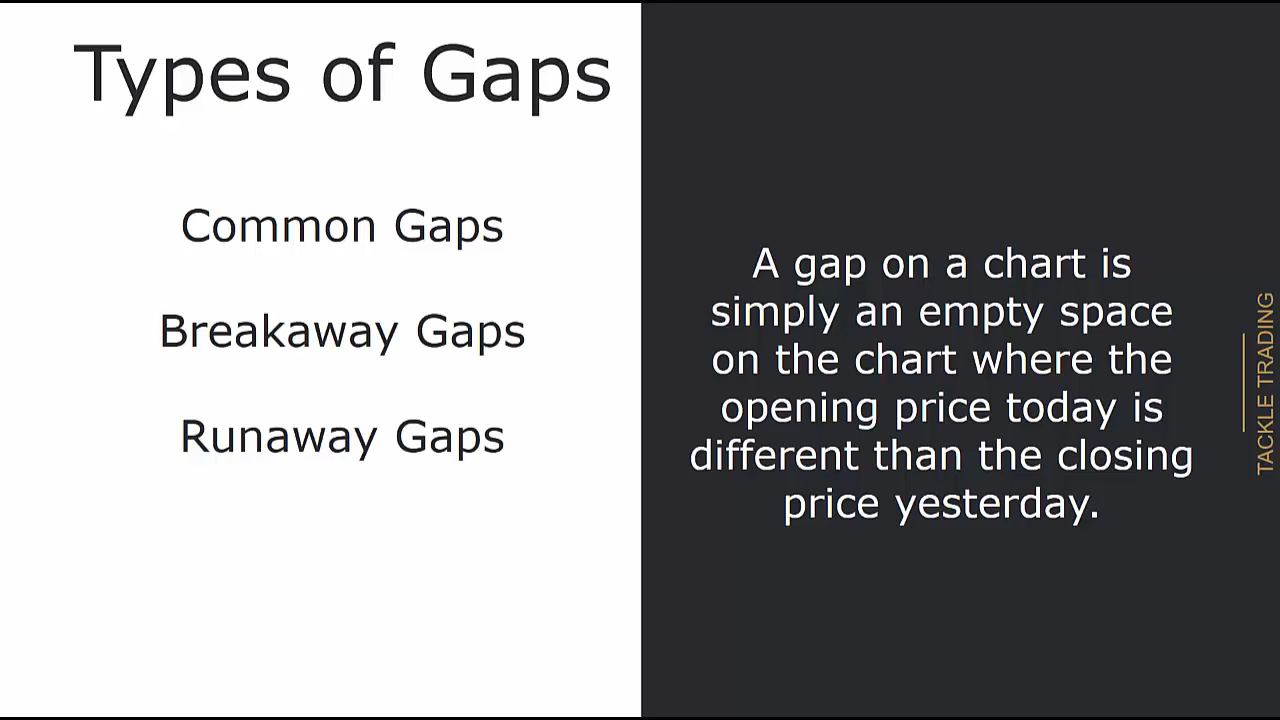 Types of Gaps
Common Gaps
Breakaway Gaps
Runaway Gaps
A gap on a chart is
simply an empty space
on the chart where the
opening price today is
different than the closing
price yesterday.
TACKLE TRADING